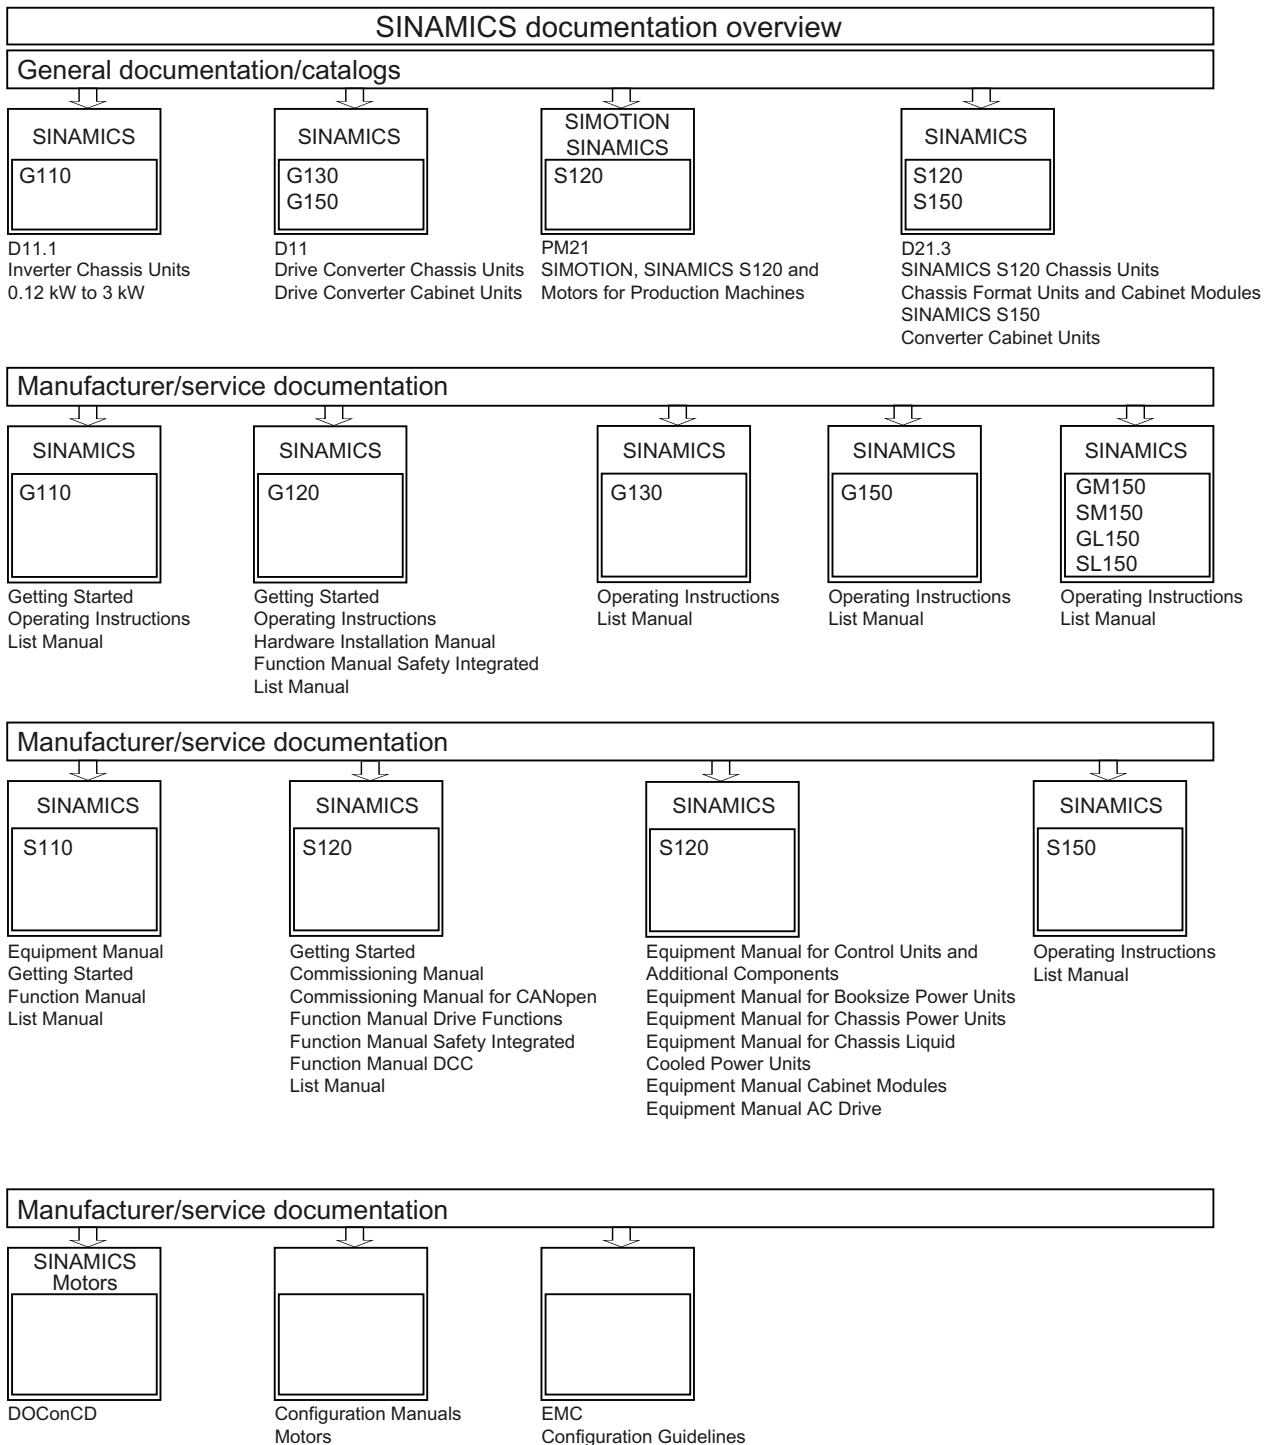 SINAMICS documentation overview
General documentation/catalogs
SINAMICS
G110
D11.1
Inverter Chassis Units
0.12 kW to 3 kW
SINAMICS
G130
G150
D11
Drive Converter Chassis Units
Drive Converter Cabinet Units
SIMOTION
SINAMICS
S120
PM21
SIMOTION, SINAMICS S120 and
Motors for Production Machines
SINAMICS
S120
S150
D21.3
SINAMICS S120 Chassis Units
Chassis Format Units and Cabinet Modules
SINAMICS S150
Converter Cabinet Units
Manufacturer/service documentation
SINAMICS
G110
Getting Started
Operating Instructions
List Manual
SINAMICS
G120
Getting Started
Operating Instructions
Hardware Installation Manual
Function Manual Safety Integrated
List Manual
SINAMICS
G130
Operating Instructions
List Manual
SINAMICS
G150
Operating Instructions
List Manual
SINAMICS
GM150
SM150
GL150
SL150
Operating Instructions
List Manual
Manufacturer/service documentation
SINAMICS
S110
Equipment Manual
Getting Started
Function Manual
List Manual
SINAMICS
S120
Getting Started
Commissioning Manual
Commissioning Manual for CANopen
Function Manual Drive Functions
Function Manual Safety Integrated
Function Manual DCC
List Manual
SINAMICS
S120
Equipment Manual for Control Units and
Additional Components
Equipment Manual for Booksize Power Units
Equipment Manual for Chassis Power Units
Equipment Manual for Chassis Liquid
Cooled Power Units
Equipment Manual Cabinet Modules
Equipment Manual AC Drive
SINAMICS
S150
Operating Instructions
List Manual
Manufacturer/service documentation
SINAMICS
Motors
DOConCD
Configuration Manuals
Motors
EMC
Configuration Guidelines